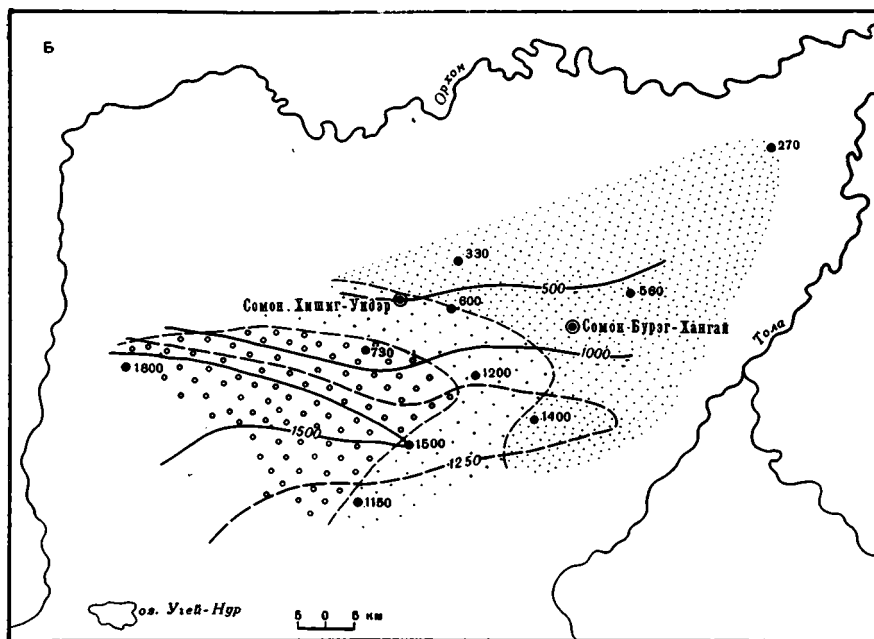 Б
Орхон
270
330
500
560
Сомон. Хишиг-Ундэр
600
Сомон-Бурэг-Хангай
Тола
730
1000
1800
1200
1400
1500
1500
1250
1150
оз. Угей-Нур
5 0 5 км